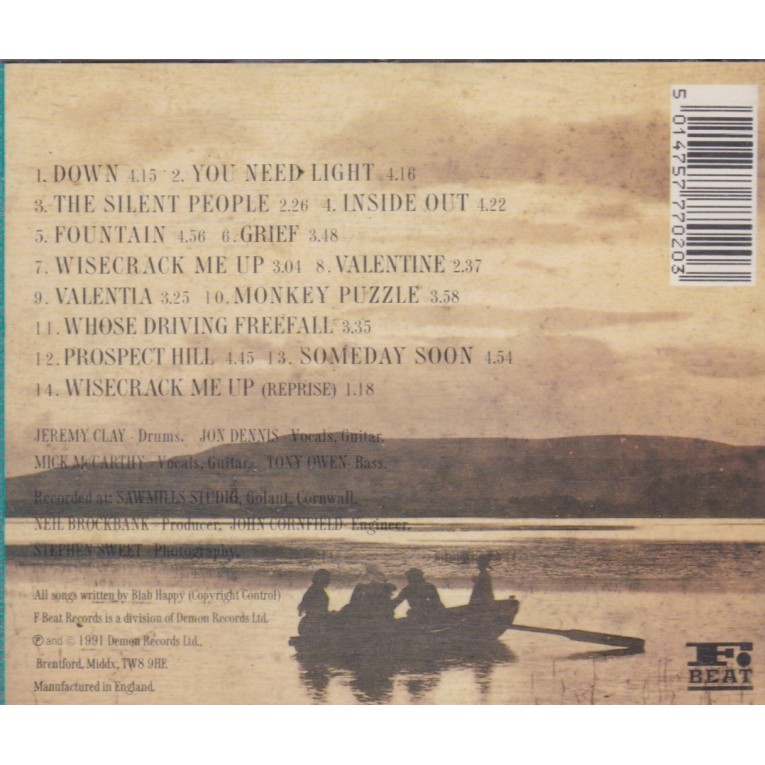 1. DOWN 4.15 2. YOU NEED LIGHT 4.16
3. THE SILENT PEOPLE 2.26 4. INSIDE OUT 4.22
5. FOUNTAIN 4.56 6. GRIEF 3.48
7. WISECRACK ME UP 3.04 8. VALENTINE 2.37
9. VALENTIA 3.25 10. MONKEY PUZZLE 3.58
11. WHOSE DRIVING FREEFALL 3.35
12. PROSPECT HILL 4.45 13. SOMEDAY SOON 4.54
14. WISECRACK ME UP (REPRISE) 1.18
JEREMY CLAY - Drums. JON DENNIS - Vocals, Guitar.
MICK McCARTHY - Vocals, Guitar. TONY OWEN - Bass.
Recorded at: SAWMILLS STUDIO, Golant, Cornwall.
NEIL BROCKBANK - Producer, JOHN CORNFIELD - Engineer.
STEPHEN SWEET - Photography.
All songs written by Blab Happy (Copyright Control)
F-Beat Records is a division of Demon Records Ltd.
℗ and © 1991 Demon Records Ltd.,
Brentford, Middx, TW8 9HF.
Manufactured in England.
5 014757 770203
F.
BEAT